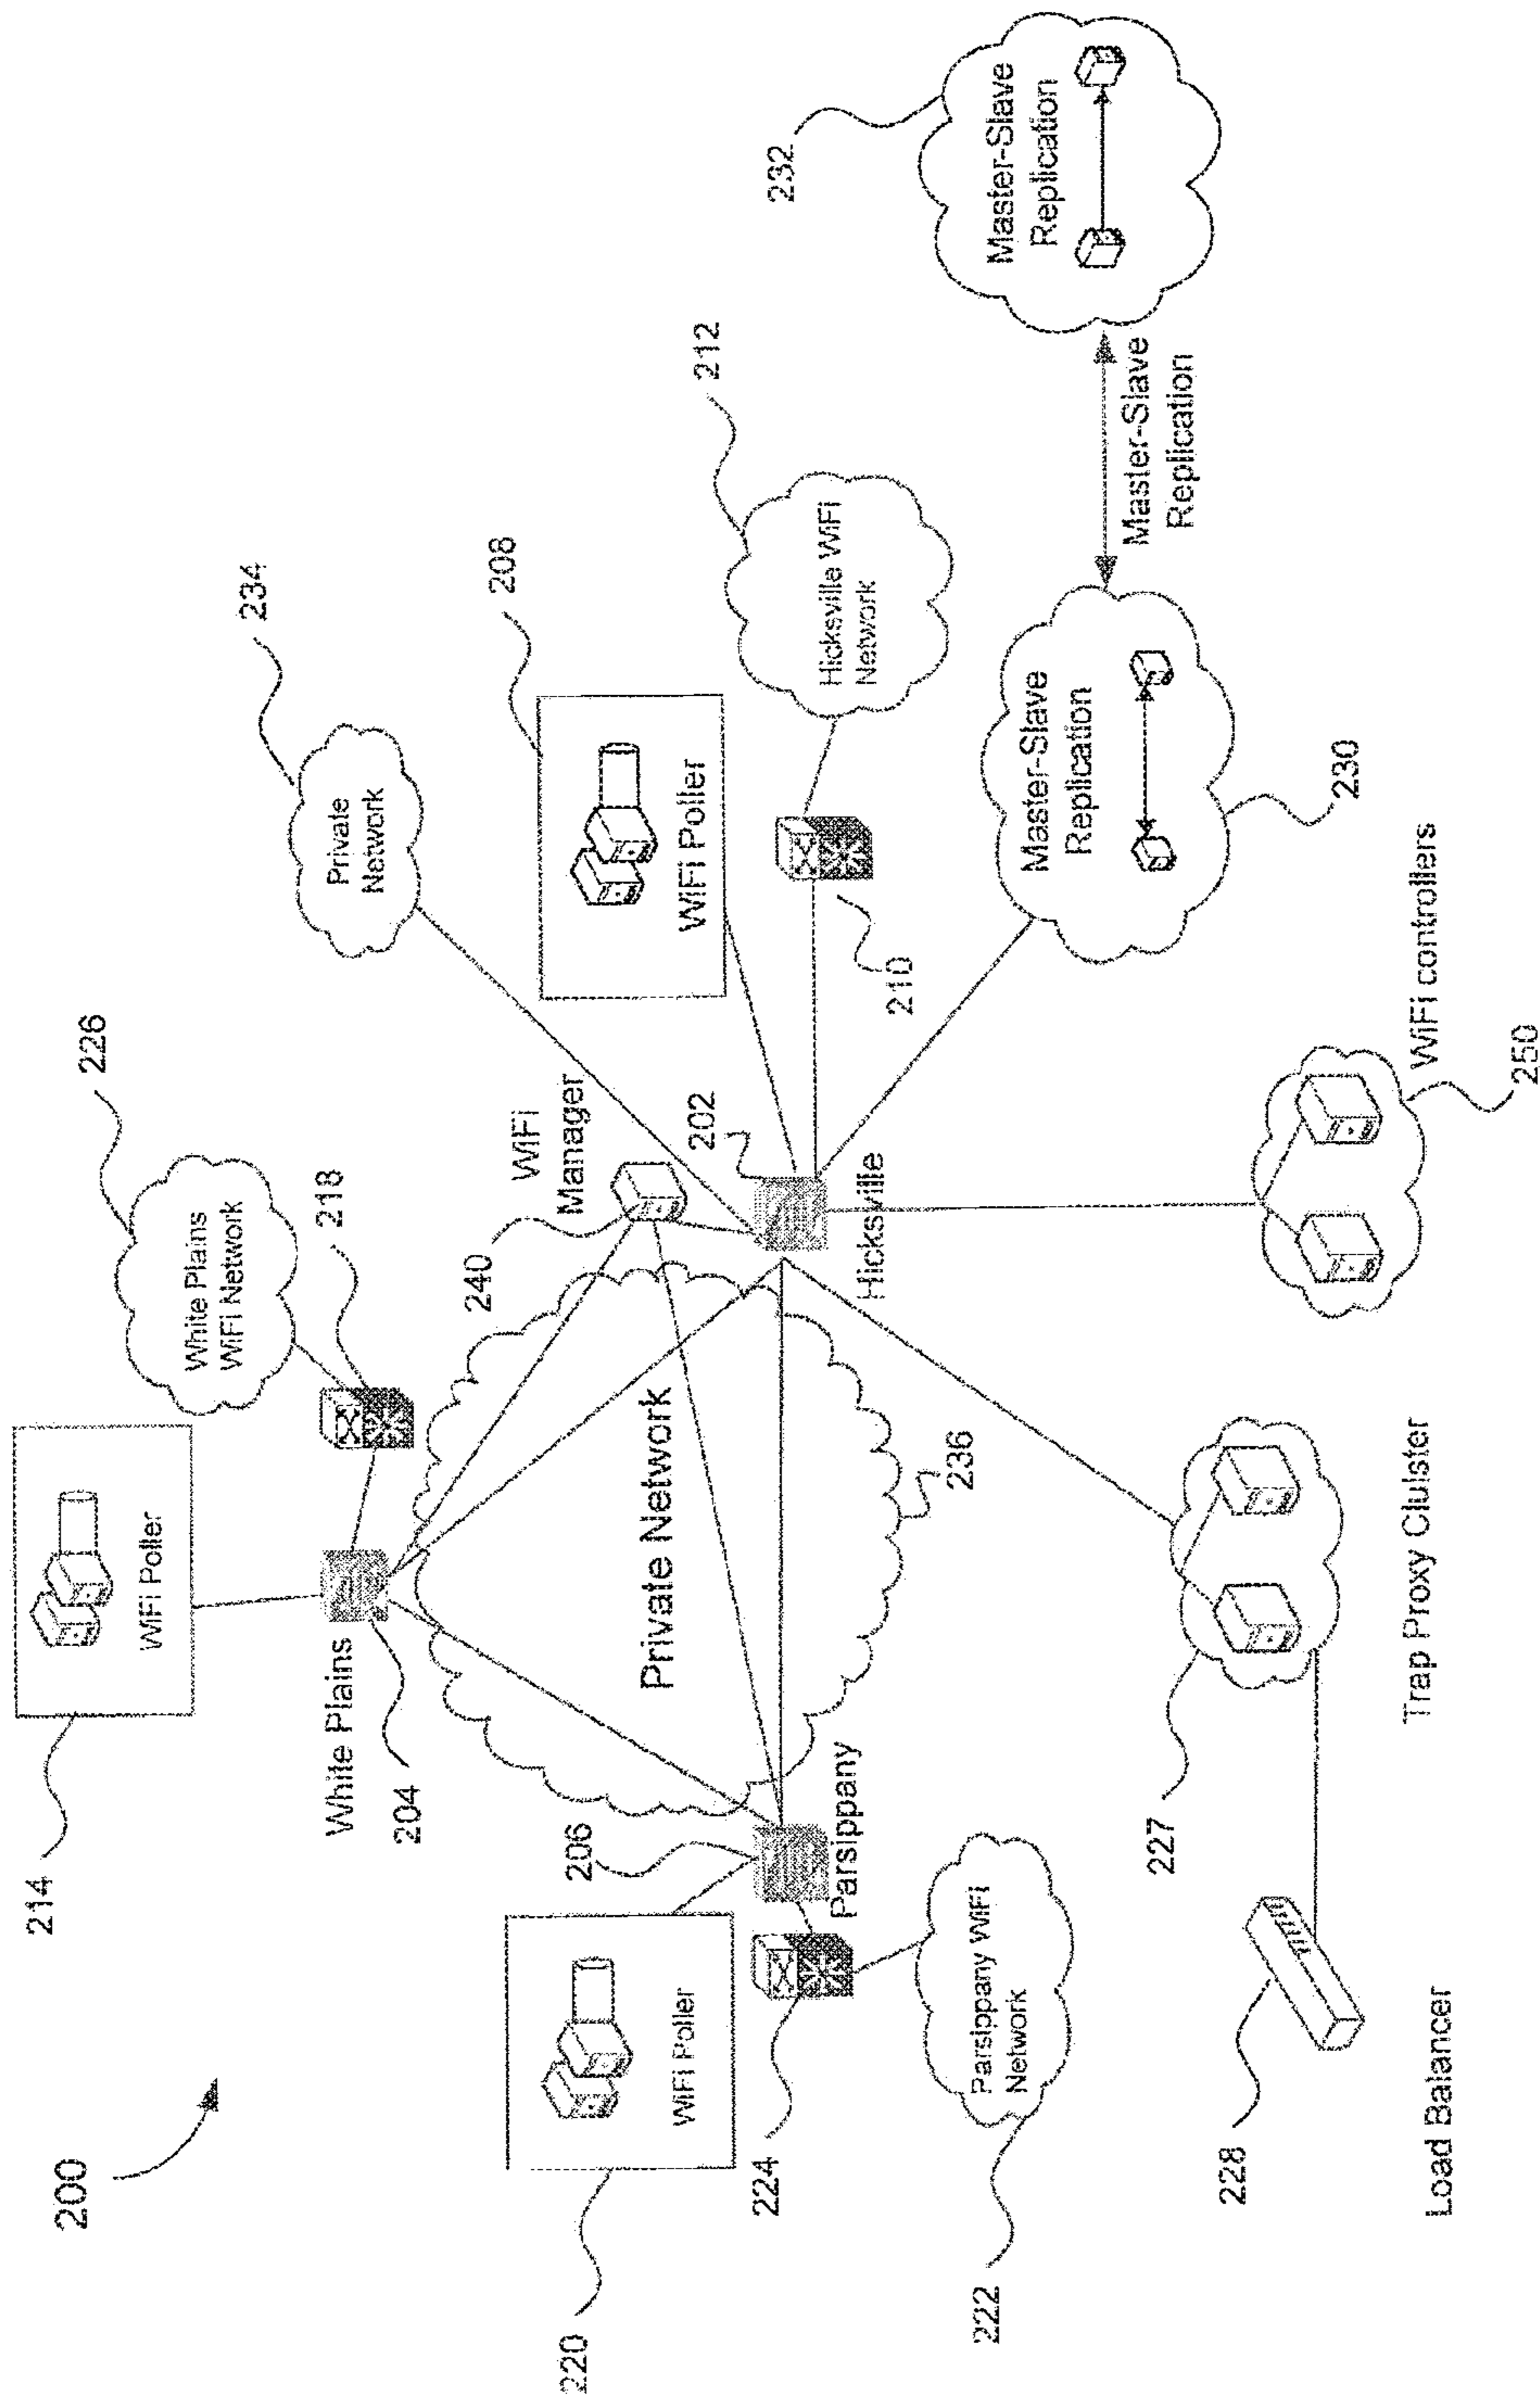 200
214
WiFi Poller
226
White Plains
WiFi Network
218
White Plains
204
234
Private
Network
220
WiFi Poller
206
Parsippany
224
Parsippany WiFi
Network
222
Private Network
236
240
WiFi
Manager
202
Hicksville
208
WiFi Poller
210
212
Hicksville WiFi
Network
232
Master-Slave
Replication
Master-Slave
Replication
Master-Slave
Replication
230
WiFi controllers
250
227
Trap Proxy Clulster
228
Load Balancer